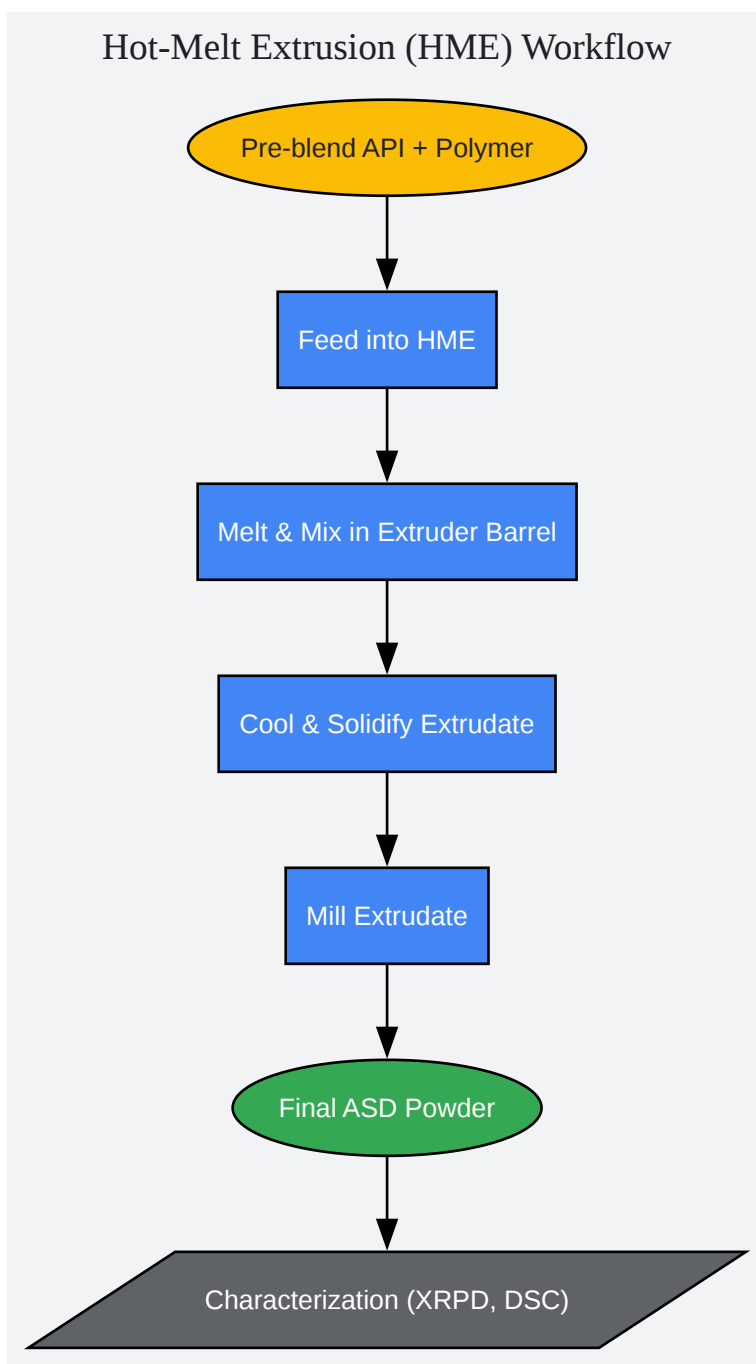 Hot-Melt Extrusion (HME) Workflow
Pre-blend API + Polymer
Feed into HME
Melt & Mix in Extruder Barrel
Cool & Solidify Extrudate
Mill Extrudate
Final ASD Powder
Characterization (XRPD, DSC)